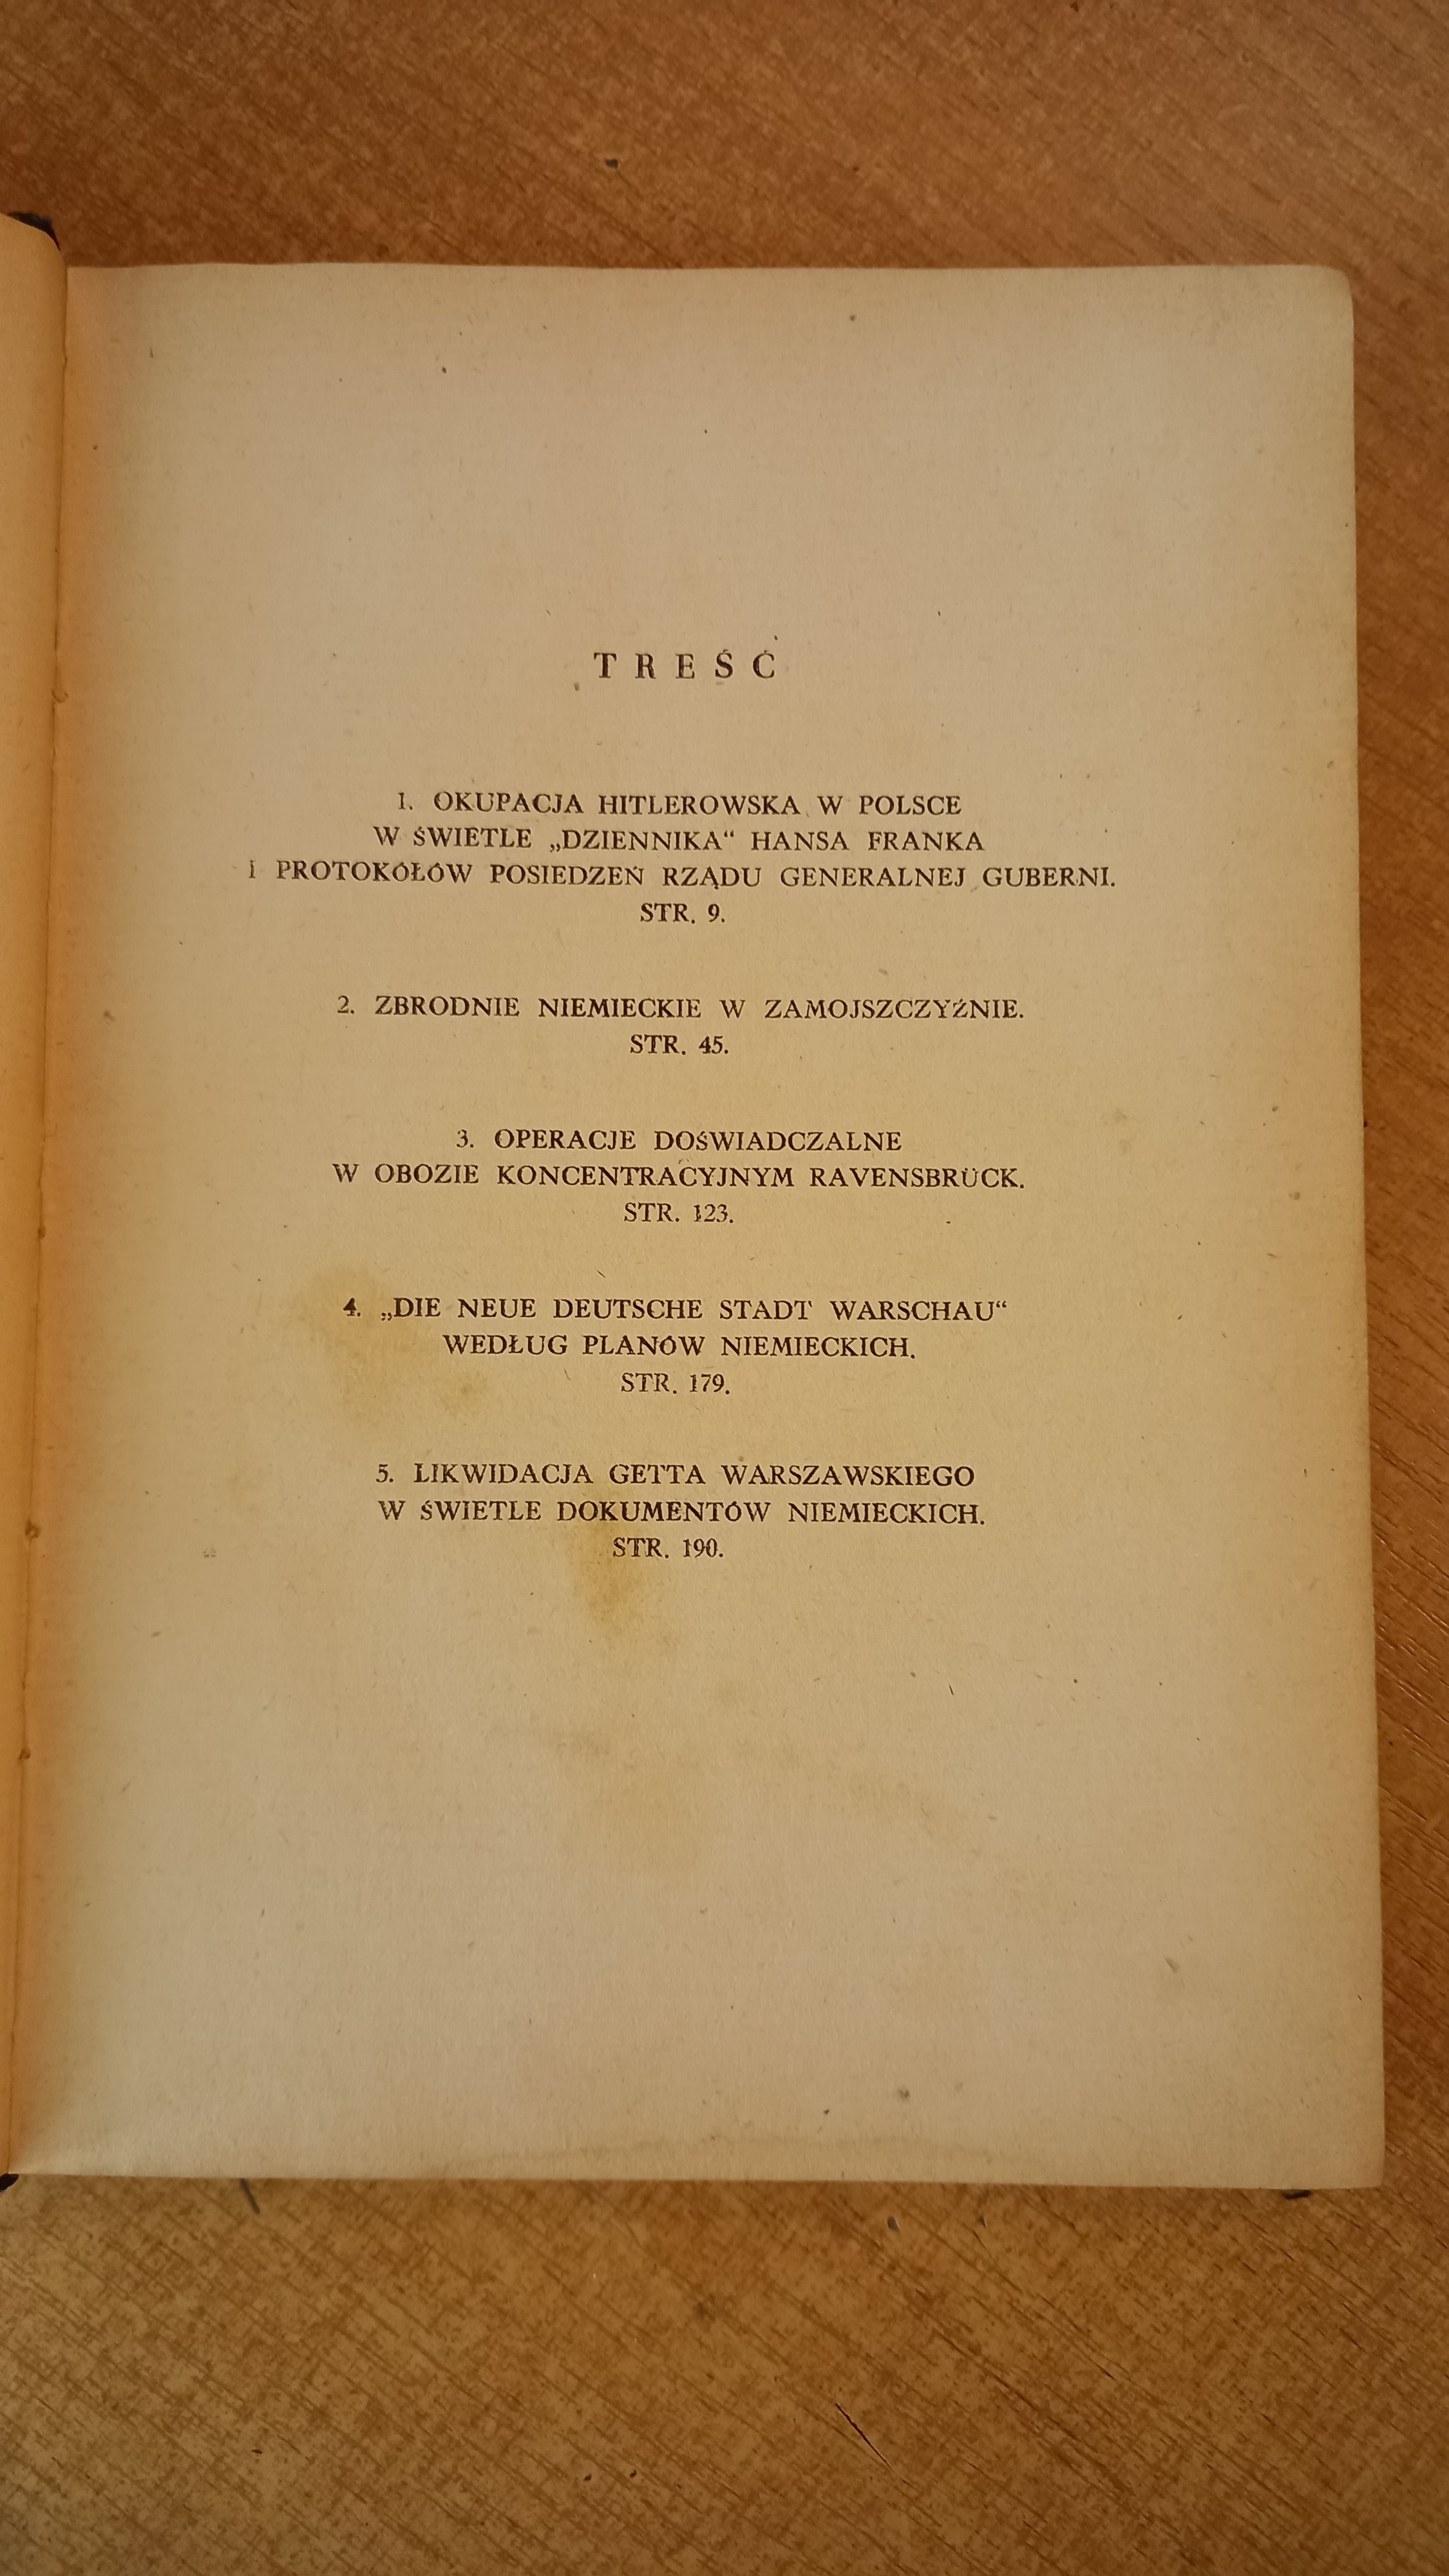 TREŚĆ
1. OKUPACJA HITLEROWSKA W POLSCE
W ŚWIETLE „DZIENNIKA“ HANSA FRANKA
I PROTOKÓŁÓW POSIEDZEŃ RZĄDU GENERALNEJ GUBERNI.
STR. 9.
2. ZBRODNIE NIEMIECKIE W ZAMOJSZCZYŹNIE.
STR. 45.
3. OPERACJE DOŚWIADCZALNE
W OBOZIE KONCENTRACYJNYM RAVENSBRÜCK.
STR. 123.
4. „DIE NEUE DEUTSCHE STADT WARSCHAU“
WEDŁUG PLANÓW NIEMIECKICH.
STR. 179.
5. LIKWIDACJA GETTA WARSZAWSKIEGO
W ŚWIETLE DOKUMENTÓW NIEMIECKICH.
STR. 190.